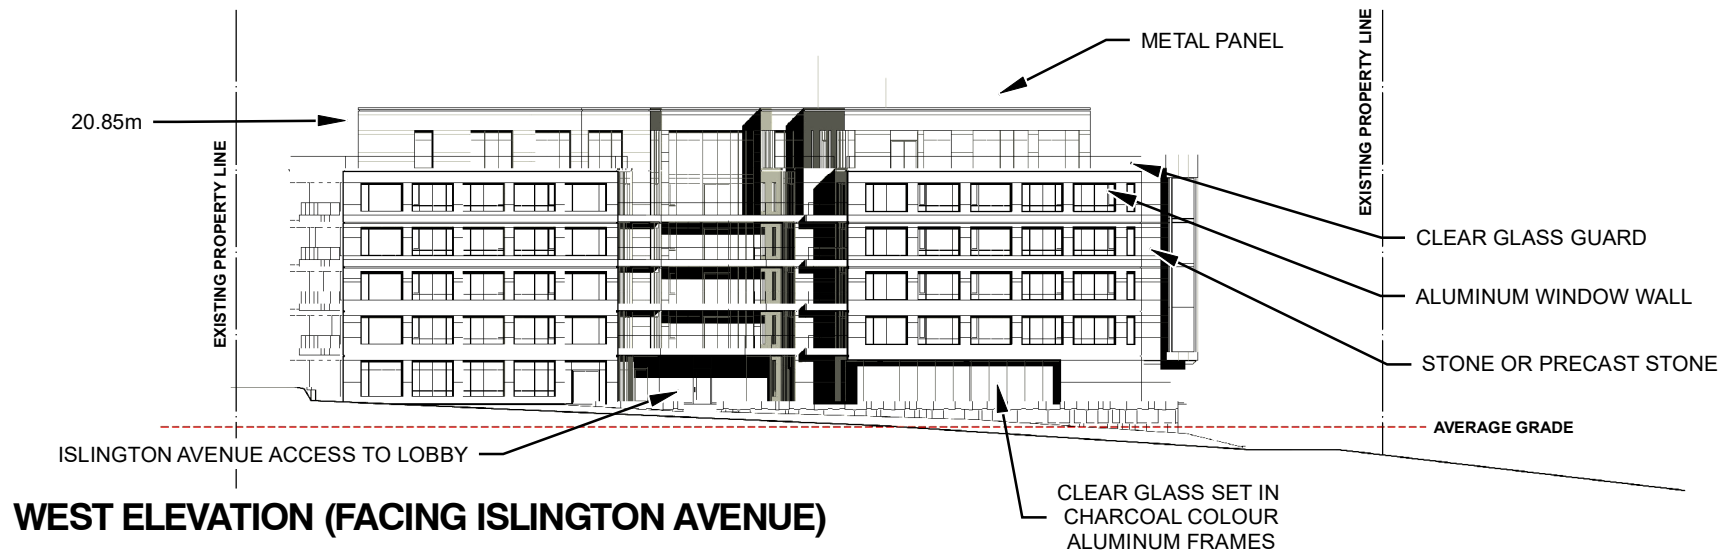 METAL PANEL
20.85m
EXISTING PROPERTY LINE
EXISTING PROPERTY LINE
CLEAR GLASS GUARD
ALUMINUM WINDOW WALL
STONE OR PRECAST STONE
AVERAGE GRADE
ISLINGTON AVENUE ACCESS TO LOBBY
CLEAR GLASS SET IN
CHARCOAL COLOUR
ALUMINUM FRAMES
WEST ELEVATION (FACING ISLINGTON AVENUE)